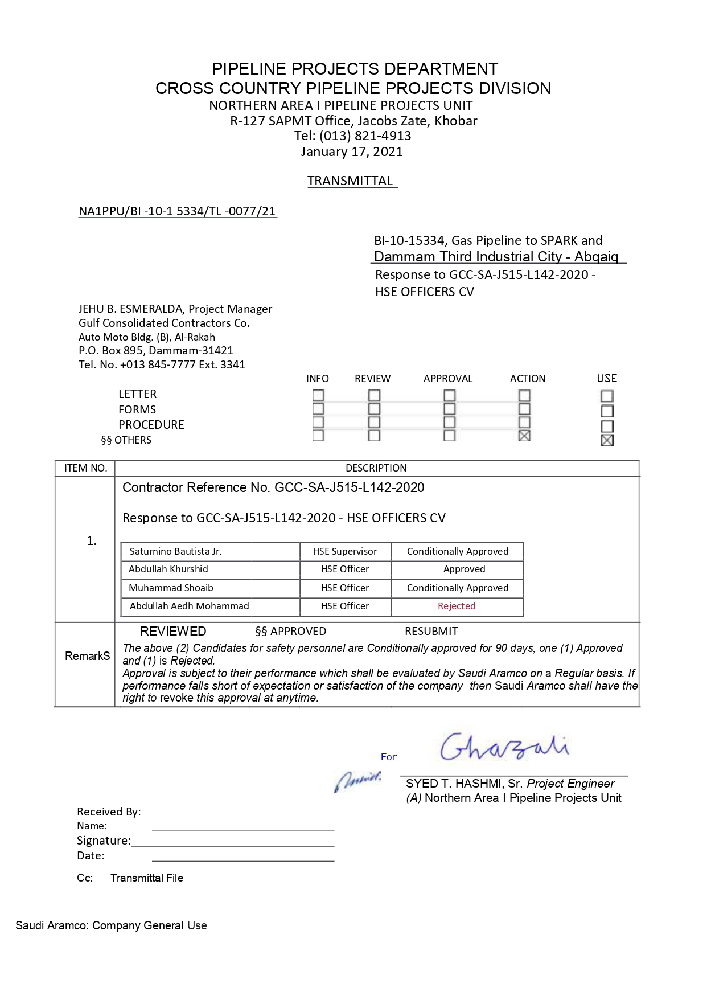 PIPELINE PROJECTS DEPARTMENT
CROSS COUNTRY PIPELINE PROJECTS DIVISION
NORTHERN AREA I PIPELINE PROJECTS UNIT
R-127 SAPMT Office, Jacobs Zate, Khobar
Tel: (013) 821-4913
January 17, 2021
TRANSMITTAL
NA1PPU/BI -10-1 5334/TL -0077/21
BI-10-15334, Gas Pipeline to SPARK and
Dammam Third Industrial City - Abqaiq
Response to GCC-SA-J515-L142-2020 -
HSE OFFICERS CV
JEHU B. ESMERALDA, Project Manager
Gulf Consolidated Contractors Co.
Auto Moto Bldg. (B), Al-Rakah
P.O. Box 895, Dammam-31421
Tel. No. +013 845-7777 Ext. 3341
INFO REVIEW APPROVAL ACTION USE
LETTER
FORMS
PROCEDURE
§§ OTHERS
ITEM NO. DESCRIPTION
Contractor Reference No. GCC-SA-J515-L142-2020
Response to GCC-SA-J515-L142-2020 - HSE OFFICERS CV
1.
Saturnino Bautista Jr. HSE Supervisor Conditionally Approved
Abdullah Khurshid HSE Officer Approved
Muhammad Shoaib HSE Officer Conditionally Approved
Abdullah Aedh Mohammad HSE Officer Rejected
REVIEWED §§ APPROVED RESUBMIT
RemarkS
The above (2) Candidates for safety personnel are Conditionally approved for 90 days, one (1) Approved
and (1) is Rejected.
Approval is subject to their performance which shall be evaluated by Saudi Aramco on a Regular basis. If
performance falls short of expectation or satisfaction of the company then Saudi Aramco shall have the
right to revoke this approval at anytime.
Ghazali
For:
SYED T. HASHMI, Sr. Project Engineer
(A) Northern Area I Pipeline Projects Unit
Received By:
Name:
Signature:
Date:
Cc: Transmittal File
Saudi Aramco: Company General Use